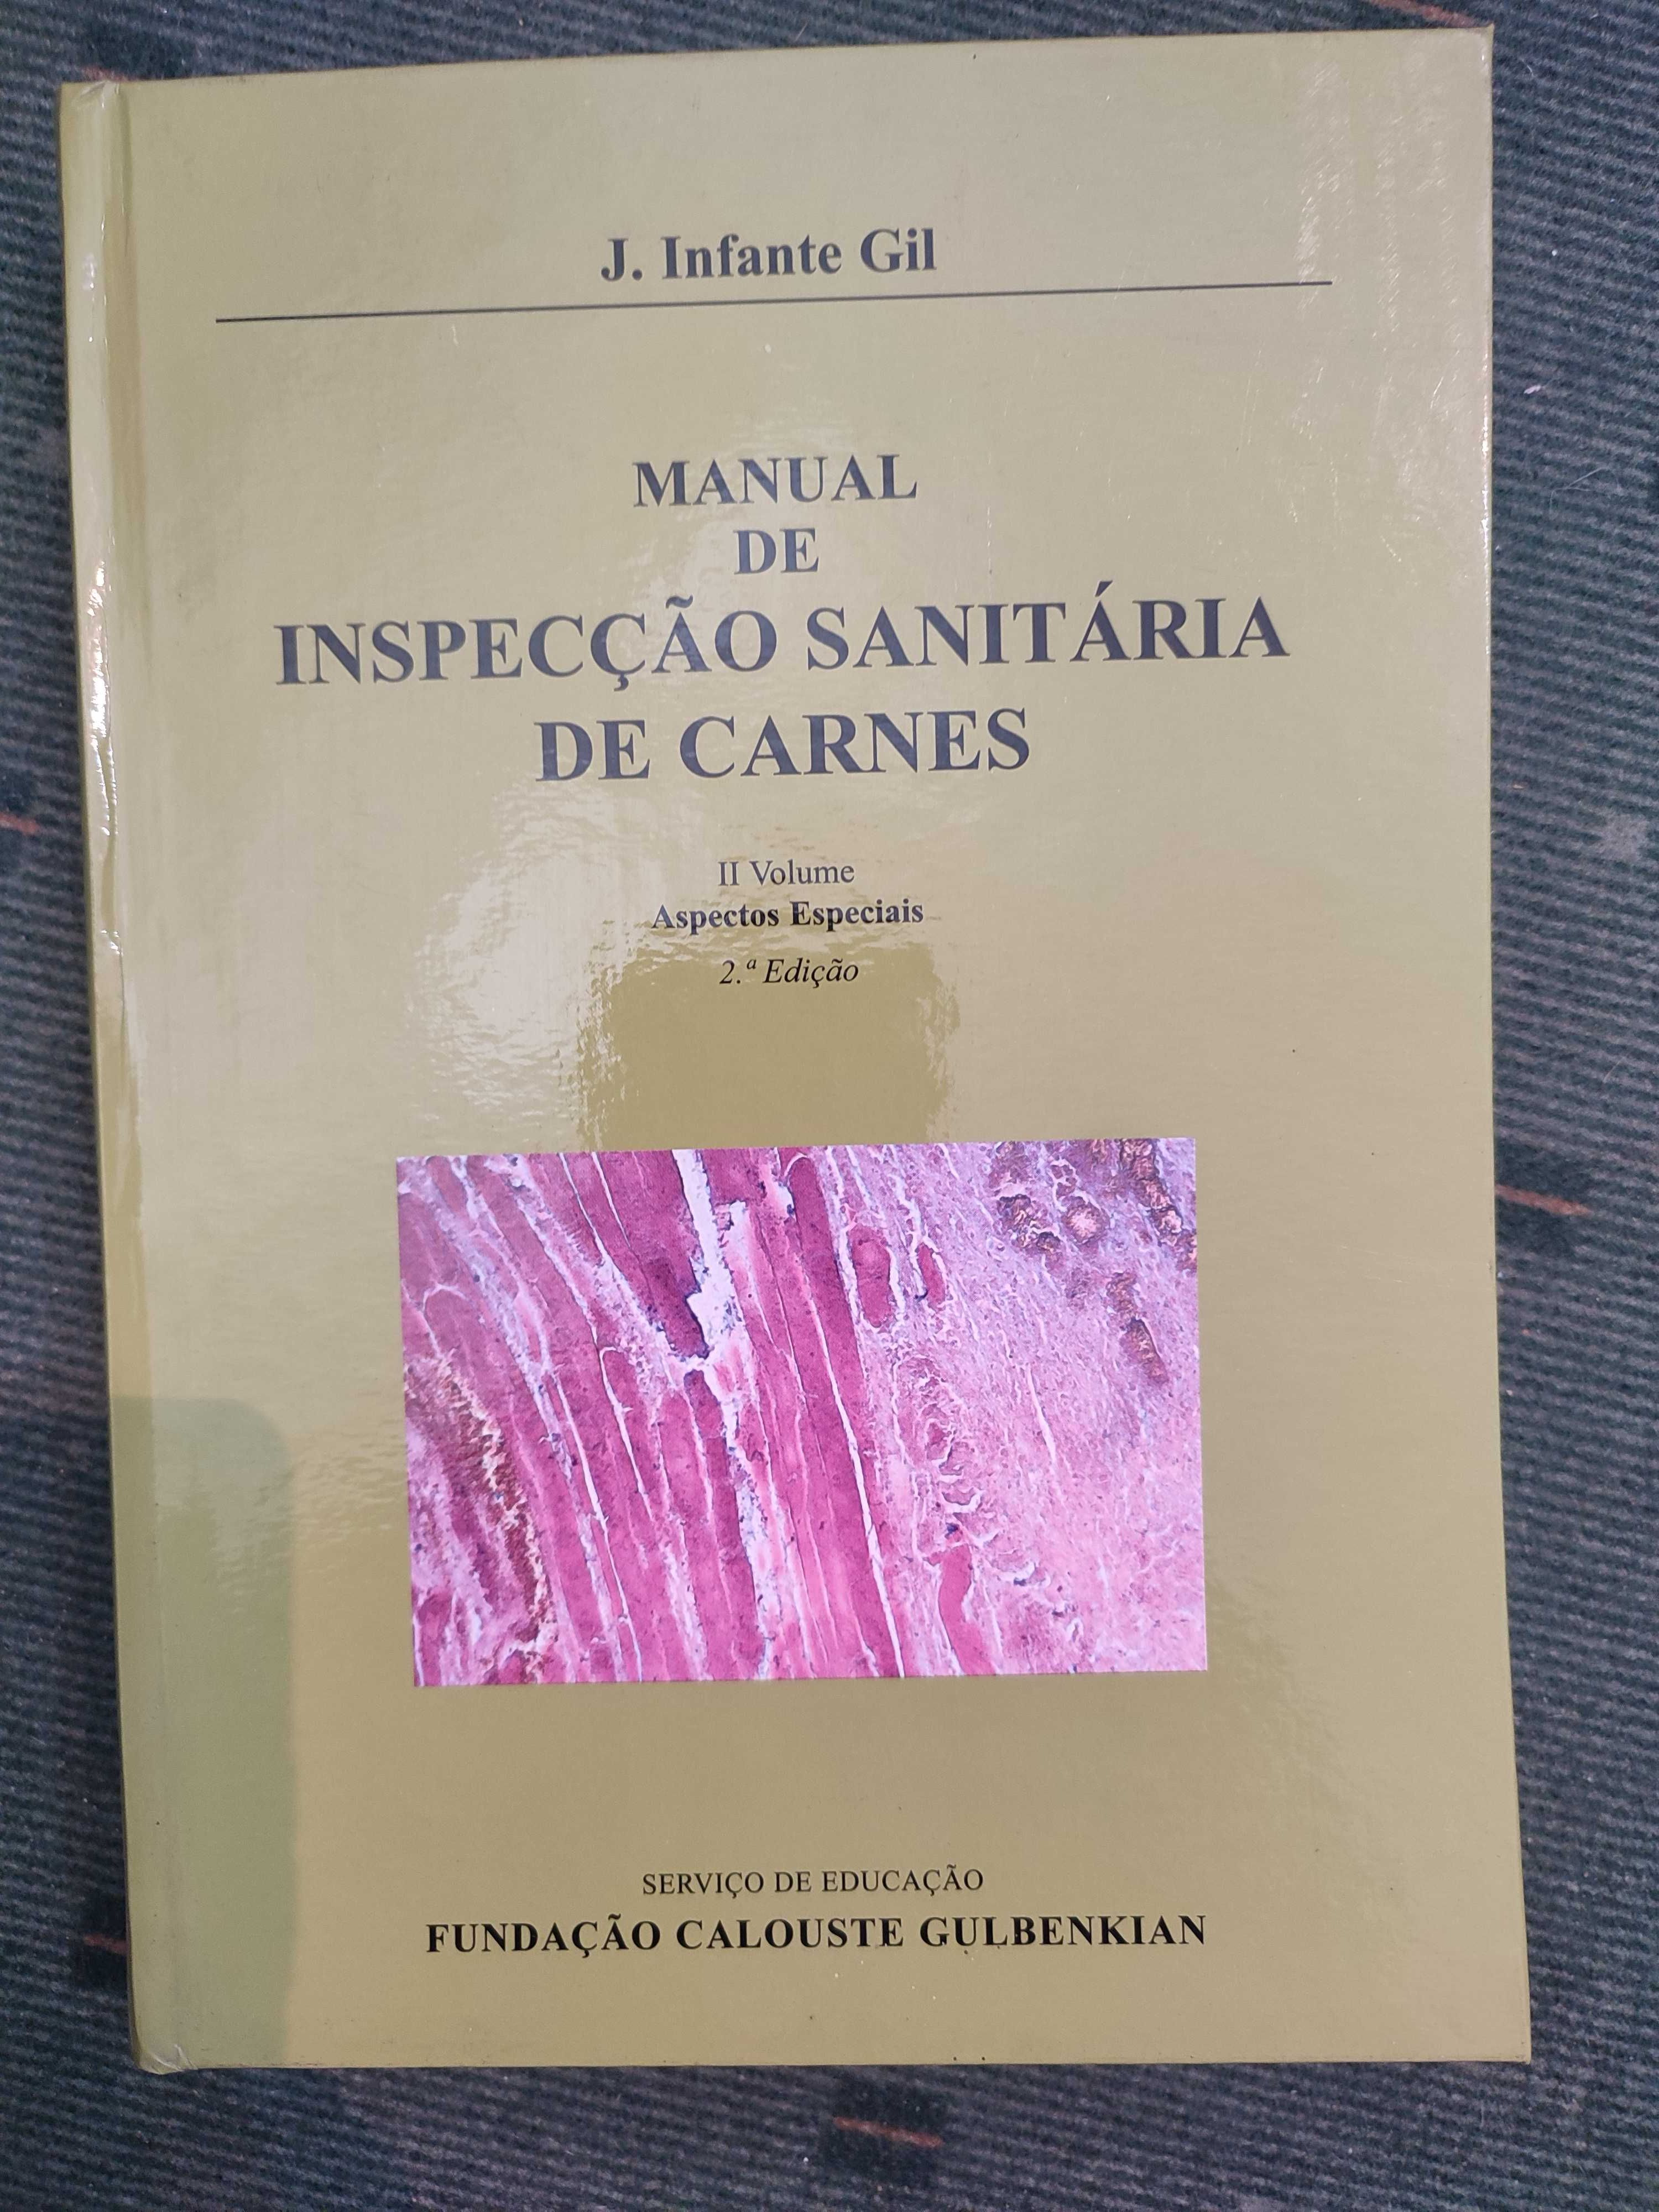 J. Infante Gil
MANUAL
DE
INSPECÇÃO SANITÁRIA
DE CARNES
II Volume
Aspectos Especiais
2.ª Edição
SERVIÇO DE EDUCAÇÃO
FUNDAÇÃO CALOUSTE GULBENKIAN